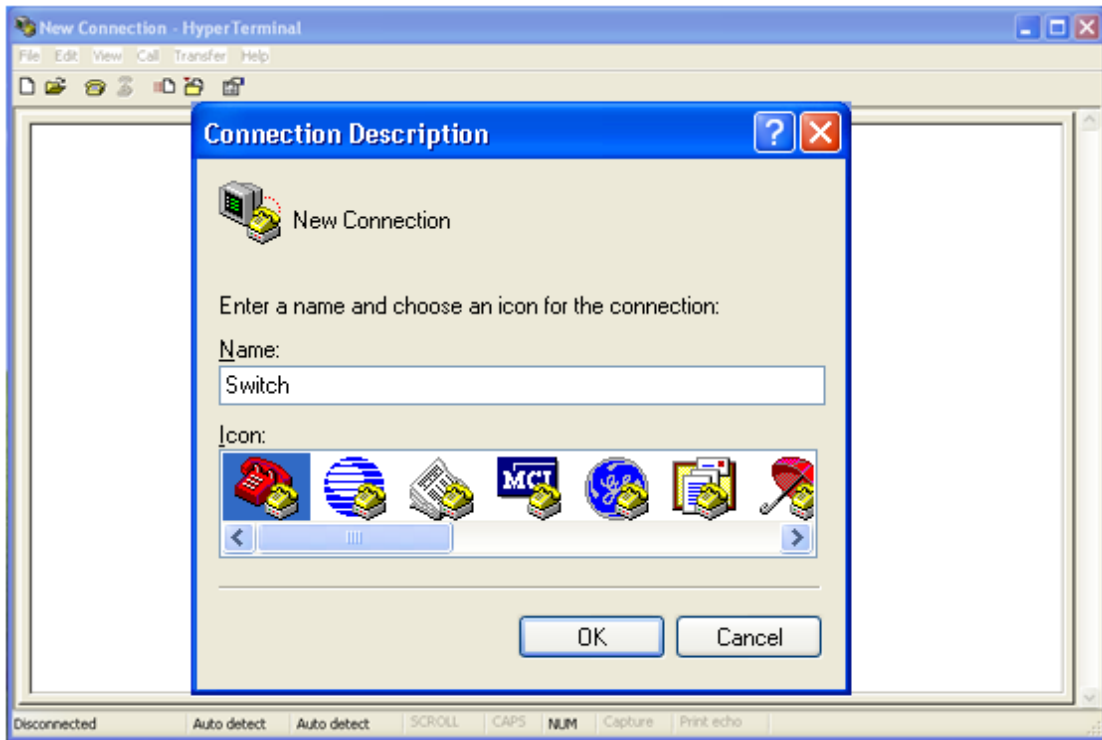 New Connection - HyperTerminal
File Edit View Call Transfer Help
Connection Description
New Connection
Enter a name and choose an icon for the connection:
Name:
Switch
Icon:
MCI
OK Cancel
Disconnected Auto detect Auto detect SCROLL CAPS NUM Capture Print echo